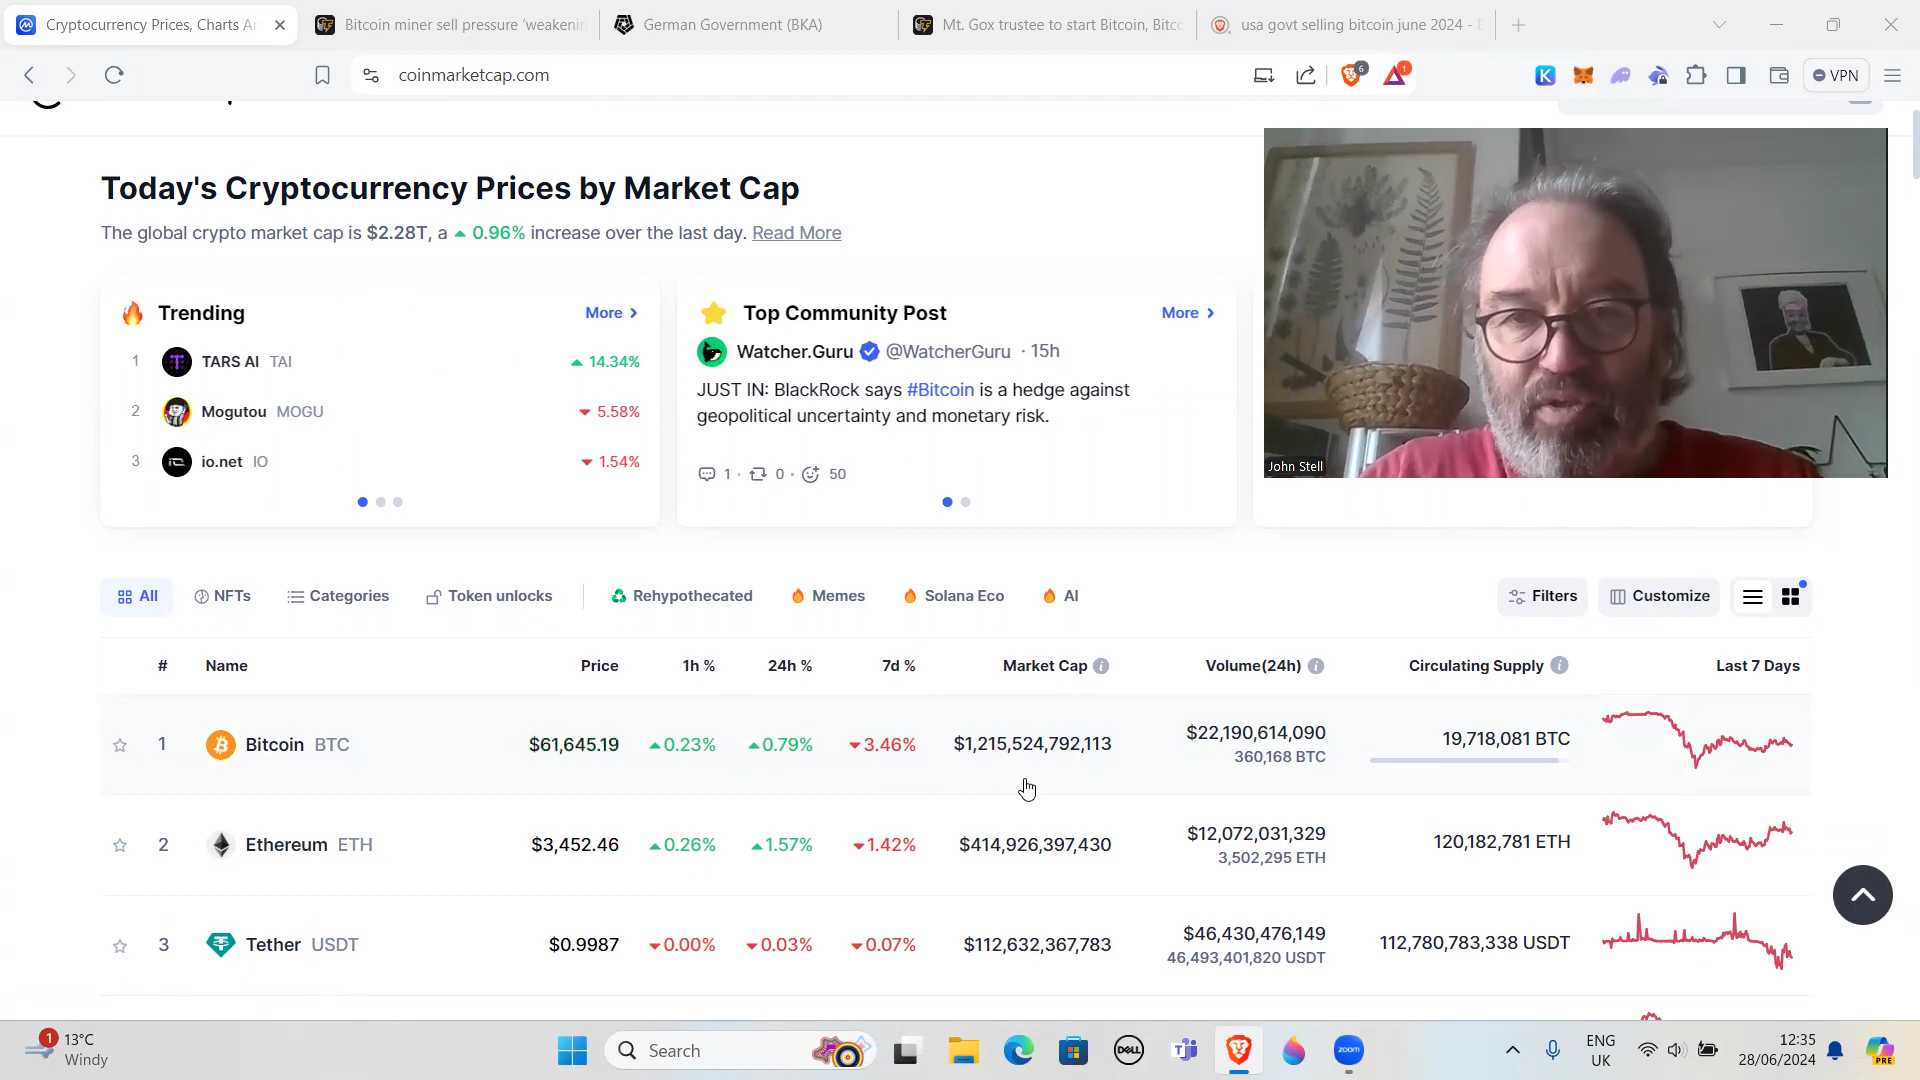 Cryptocurrency Prices, Charts Ar
Bitcoin miner sell pressure 'weakenin
German Government (BKA)
Mt. Gox trustee to start Bitcoin, Bitco
usa govt selling bitcoin june 2024 - B
coinmarketcap.com
6
1
VPN
Today's Cryptocurrency Prices by Market Cap
The global crypto market cap is $2.28T, a 0.96% increase over the last day. Read More
Trending
More
1 TARS AI TAI 14.34%
2 Mogutou MOGU 5.58%
3 io.net IO 1.54%
Top Community Post
More
Watcher.Guru @WatcherGuru · 15h
JUST IN: BlackRock says #Bitcoin is a hedge against
geopolitical uncertainty and monetary risk.
1 · 0 · 50
John Stell
All NFTs Categories Token unlocks Rehypothecated Memes Solana Eco AI Filters Customize
# Name Price 1h % 24h % 7d % Market Cap Volume(24h) Circulating Supply Last 7 Days
1 Bitcoin BTC $61,645.19 0.23% 0.79% 3.46% $1,215,524,792,113 $22,190,614,090 19,718,081 BTC
360,168 BTC
2 Ethereum ETH $3,452.46 0.26% 1.57% 1.42% $414,926,397,430 $12,072,031,329 120,182,781 ETH
3,502,295 ETH
3 Tether USDT $0.9987 0.00% 0.03% 0.07% $112,632,367,783 $46,430,476,149 112,780,783,338 USDT
46,493,401,820 USDT
1
13°C
Windy
Search
DELL
zoom
ENG
UK
12:35
28/06/2024
PRE